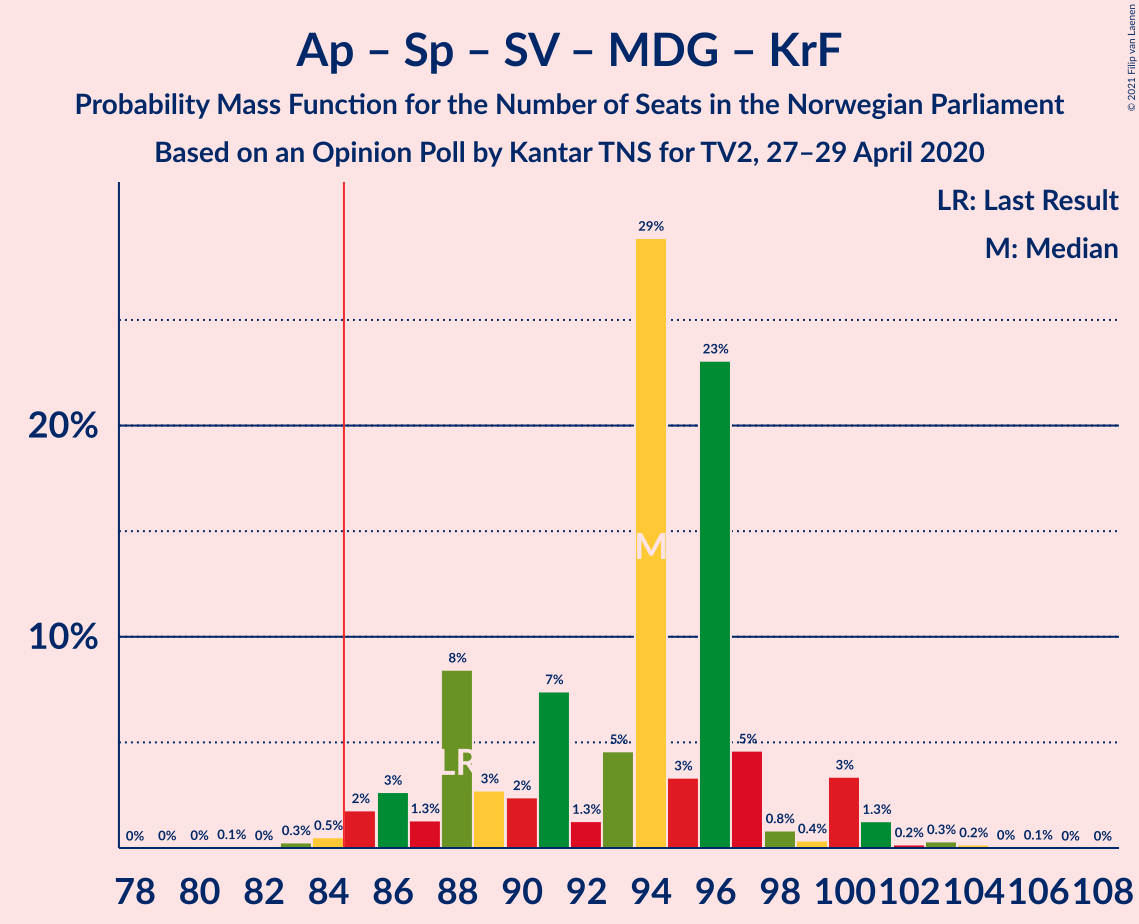 Ap – Sp – SV – MDG – KrF
Probability Mass Function for the Number of Seats in the Norwegian Parliament
Based on an Opinion Poll by Kantar TNS for TV2, 27–29 April 2020
© 2021 Filip van Laenen
LR: Last Result
M: Median
29%
23%
20%
M
10%
8% 7%
LR
5% 5%
3% 3% 3% 3%
2% 2%
1.3% 1.3% 1.3%
0% 0% 0% 0.1% 0% 0.3% 0.5% 0.8% 0.4% 0.2% 0.3% 0.2% 0% 0.1% 0% 0%
78 80 82 84 86 88 90 92 94 96 98 100 102 104 106 108